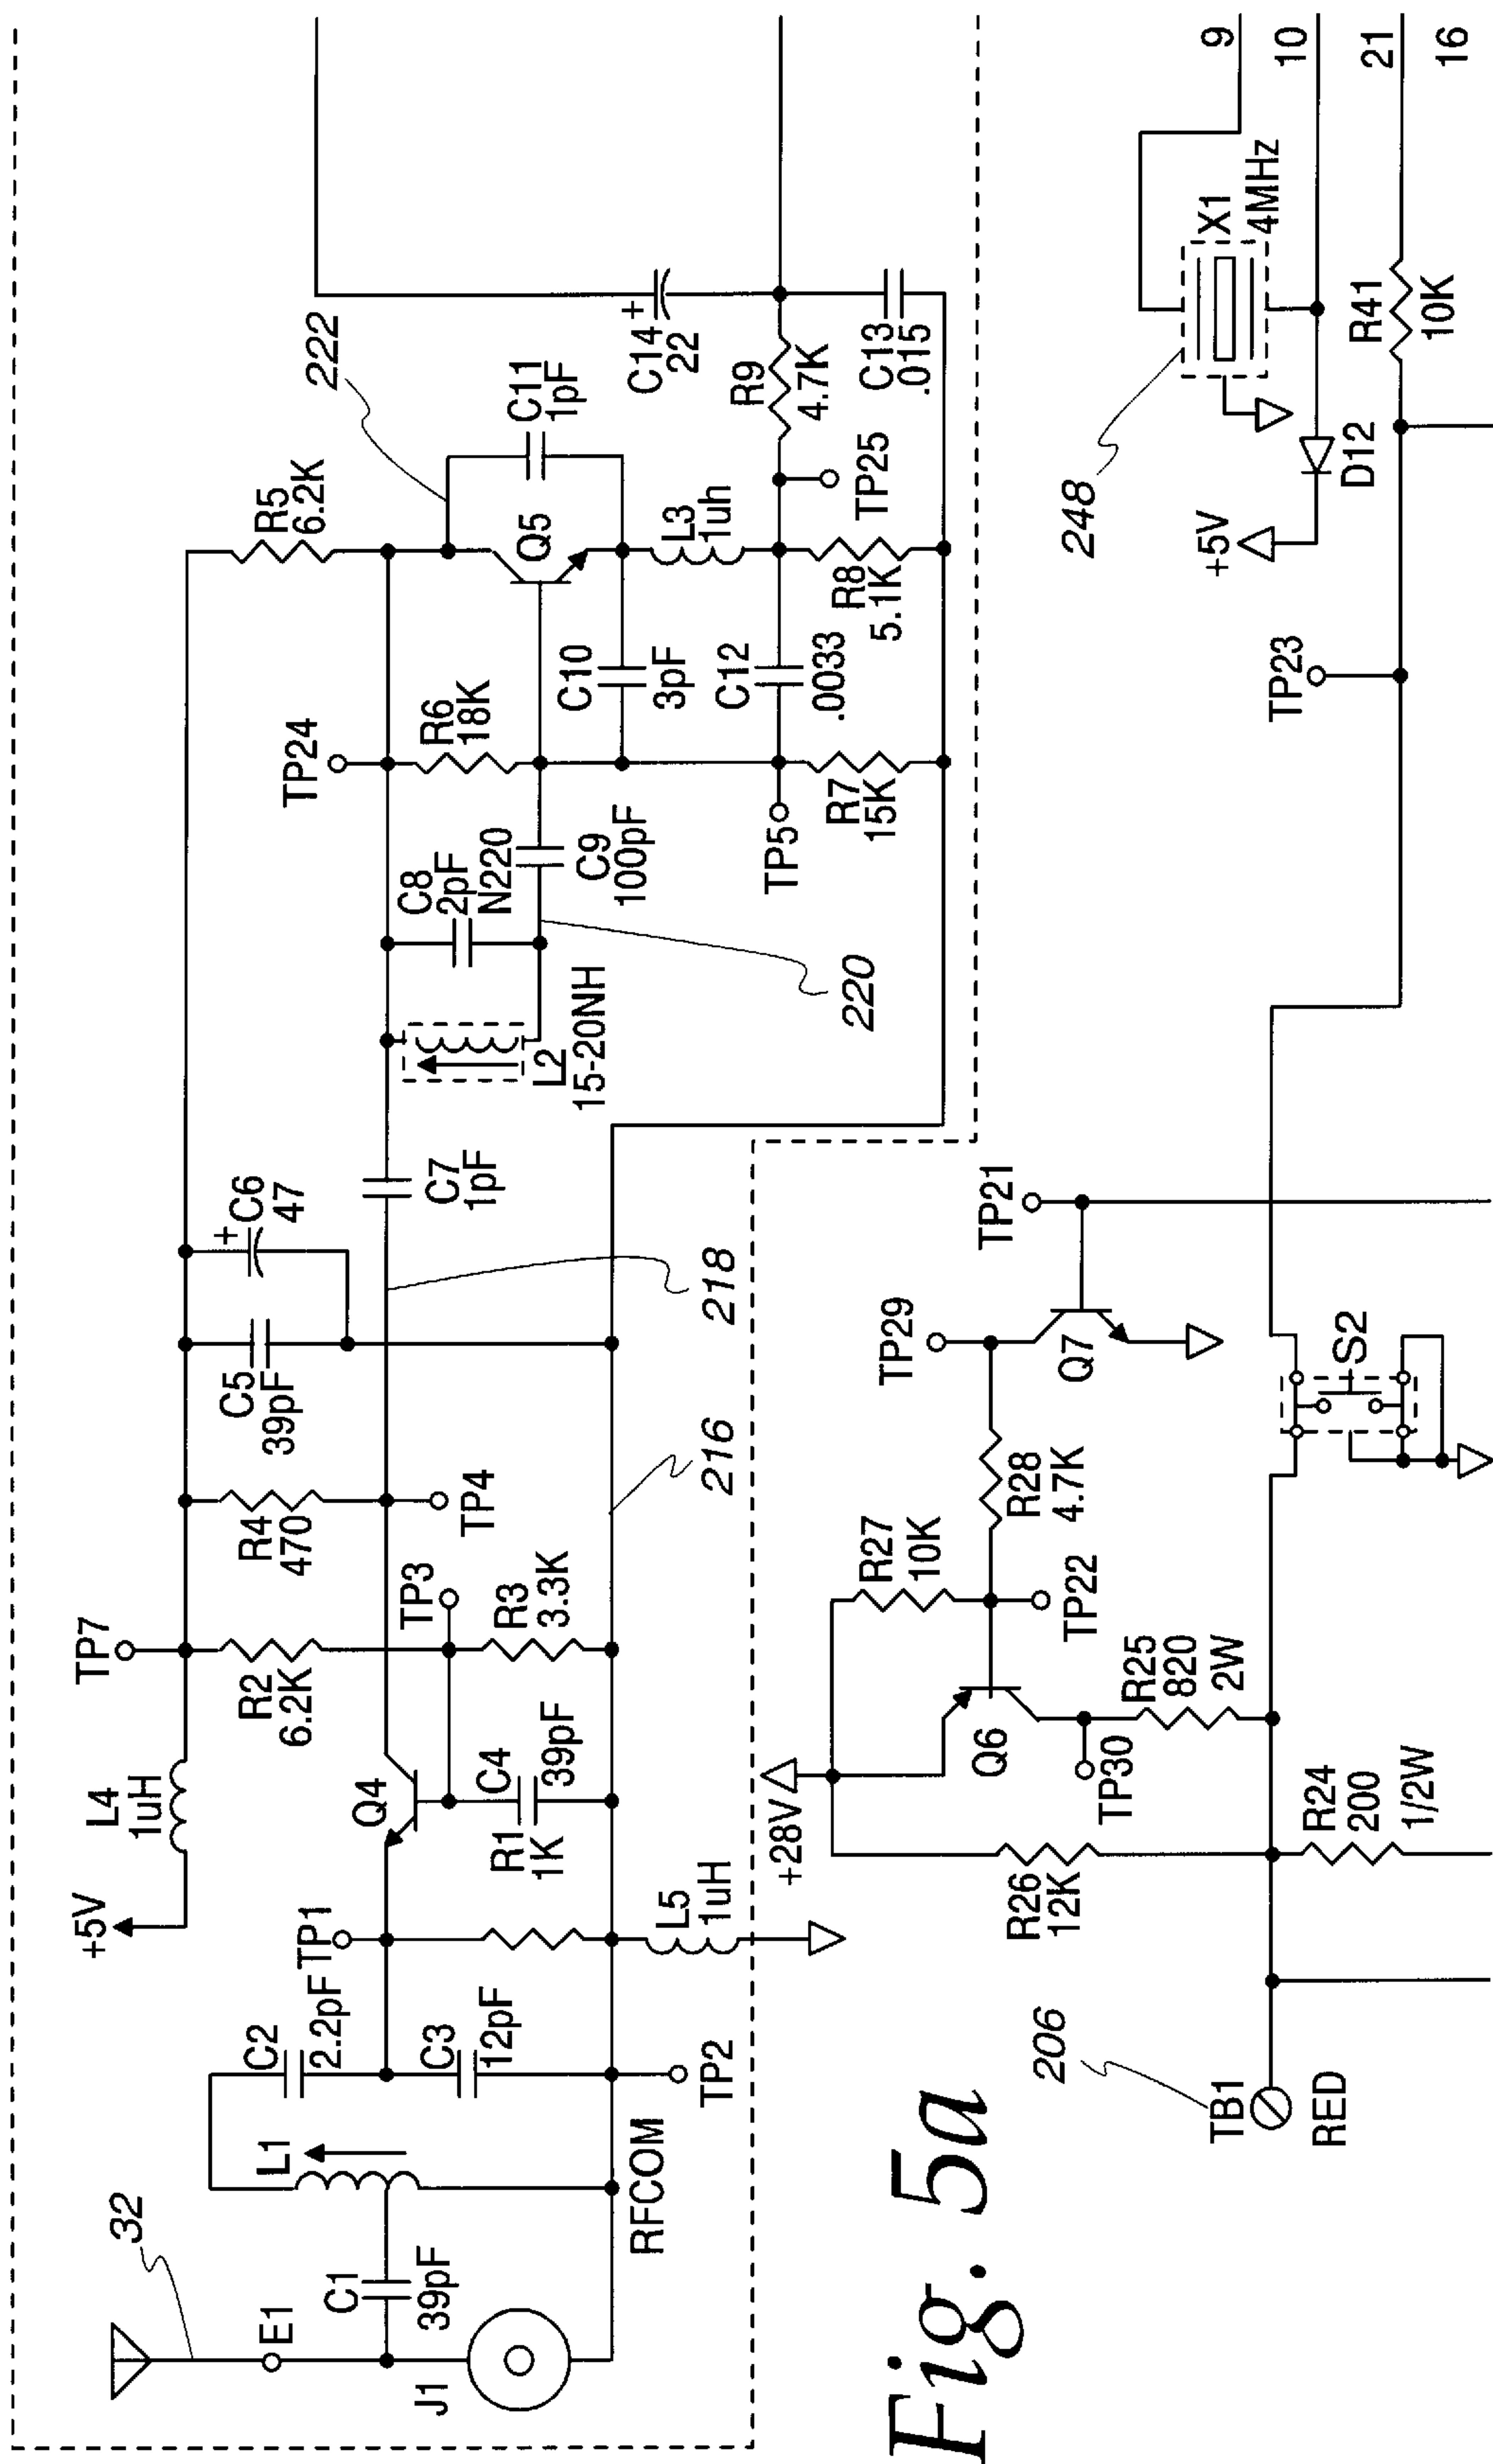 32
E1
J1
C1
39pF
L1
RFCOM
C2
2.2pF
C3
12pF
TP2
TP1
+5V
L4
1uH
R1
1K
L5
1uH
Q4
C4
39pF
TP7
R2
6.2K
TP3
R3
3.3K
R4
470
TP4
C5
39pF
C6
47
216
218
C7
1pF
L2
15-20NH
220
C8
2pF
N220
C9
100pF
TP24
R6
18K
TP5
R7
15K
C10
3pF
C12
.0033
R5
6.2K
222
Q5
C11
1pF
L3
1uh
R8
5.1K
TP25
R9
4.7K
C14
+
22
C13
.015
206
TB1
RED
+28V
R26
12K
R24
200
1/2W
Q6
TP30
R25
820
2W
R27
10K
TP22
R28
4.7K
TP29
Q7
TP21
S2
TP23
+5V
D12
248
X1
4MHz
R41
10K
9
10
21
16
+
Fig. 5a